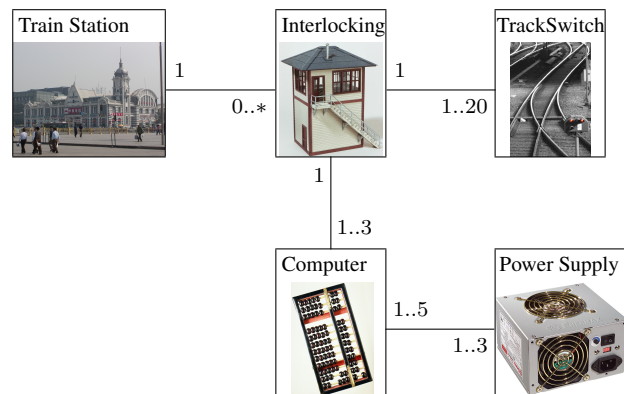 Train Station
Interlocking
TrackSwitch
1
0..∗
1
1..20
1
1..3
Computer
Power Supply
1..5
1..3